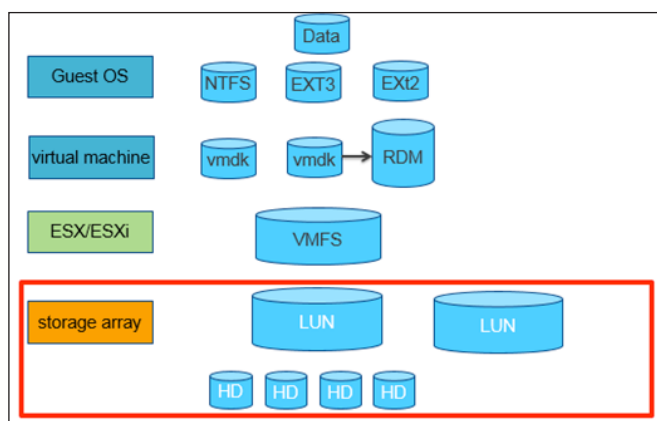 Data
Guest OS NTFS EXT3 EXt2
virtual machine vmdk vmdk RDM
ESX/ESXi VMFS
storage array LUN LUN
HD HD HD HD